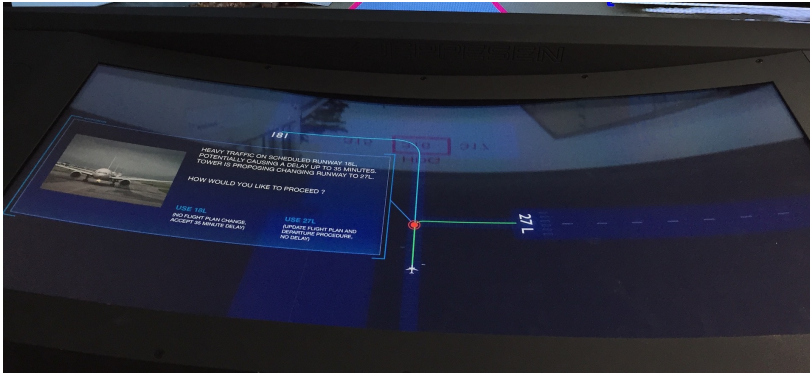 HEAVY TRAFFIC ON SCHEDULED RUNWAY 18L,
POTENTIALLY CAUSING A DELAY UP TO 35 MINUTES.
TOWER IS PROPOSING CHANGING RUNWAY TO 27L.
HOW WOULD YOU LIKE TO PROCEED ?
USE 18L
(NO FLIGHT PLAN CHANGE,
ACCEPT 35 MINUTE DELAY)
USE 27L
(UPDATE FLIGHT PLAN AND
DEPARTURE PROCEDURE,
NO DELAY)
27L